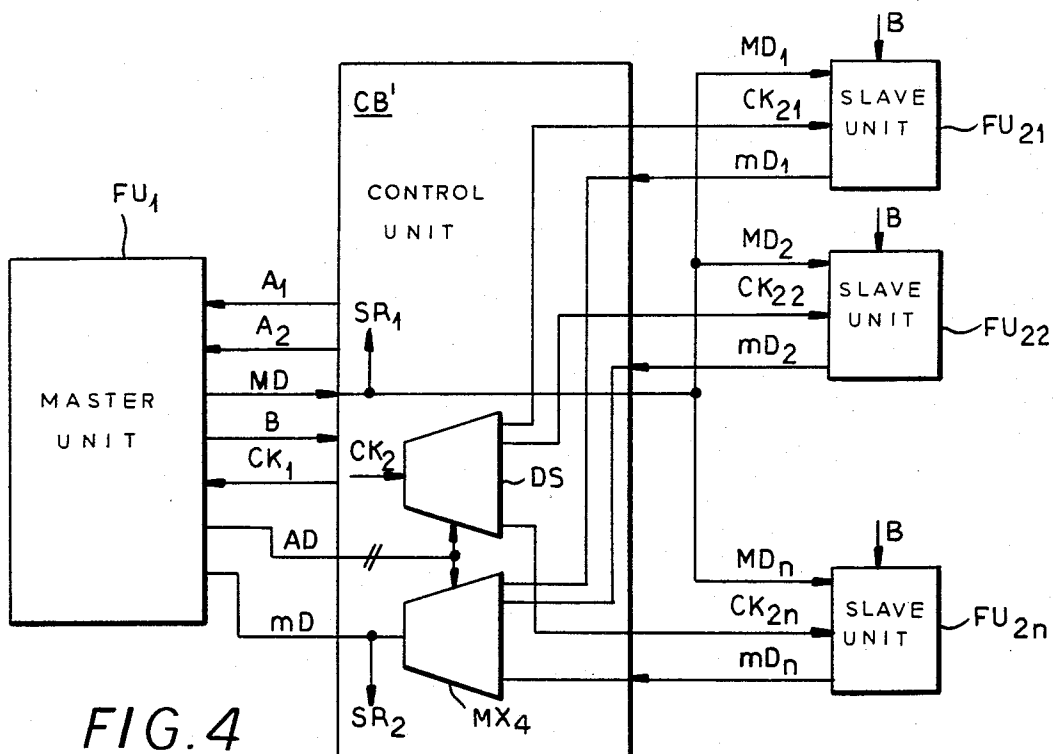 B
MD₁
CK₂₁
mD₁
SLAVE
UNIT
FU₂₁
CB'
CONTROL
UNIT
FU₁
B
MD₂
CK₂₂
mD₂
SLAVE
UNIT
FU₂₂
A₁
A₂
MD
B
CK₁
AD
mD
MASTER
UNIT
SR₁
CK₂
DS
SR₂
MX₄
B
MDₙ
CK₂ₙ
mDₙ
SLAVE
UNIT
FU₂ₙ
FIG.4